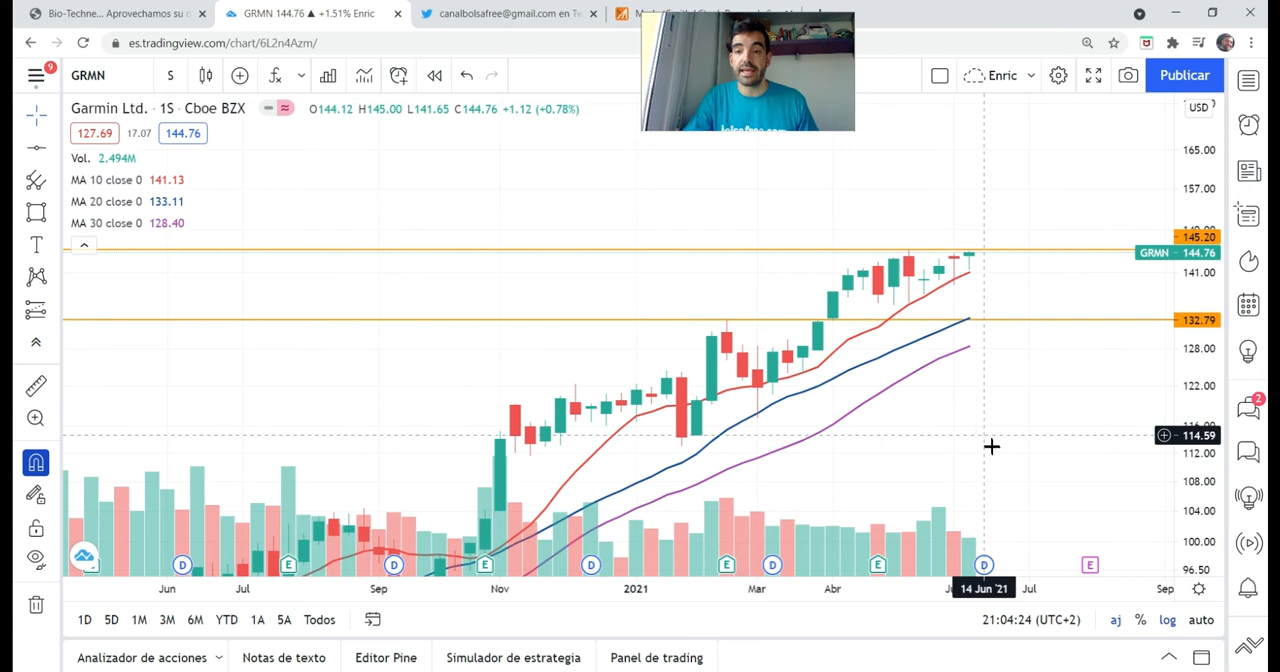 Bio-Techne... Aprovechamos su c
GRMN 144.76 ▲ +1.51% Enric
canalbolsafree@gmail.com en Tw
es.tradingview.com/chart/6L2n4Azm/
9
GRMN
S
Enric
Publicar
Garmin Ltd. · 1S · Cboe BZX
O144.12 H145.00 L141.65 C144.76 +1.12 (+0.78%)
127.69 17.07 144.76
Vol. 2.494M
MA 10 close 0 141.13
MA 20 close 0 133.11
MA 30 close 0 128.40
bolsafree.com
USD
165.00
157.00
145.20
GRMN 144.76
141.00
132.79
128.00
122.00
116.00
114.59
112.00
108.00
104.00
100.00
96.50
2
D E D E D E D E D E
Jun Jul Sep Nov 2021 Mar Abr 14 Jun '21 Jul Sep
1D 5D 1M 3M 6M YTD 1A 5A Todos
21:04:24 (UTC+2) aj % log auto
Analizador de acciones Notas de texto Editor Pine Simulador de estrategia Panel de trading